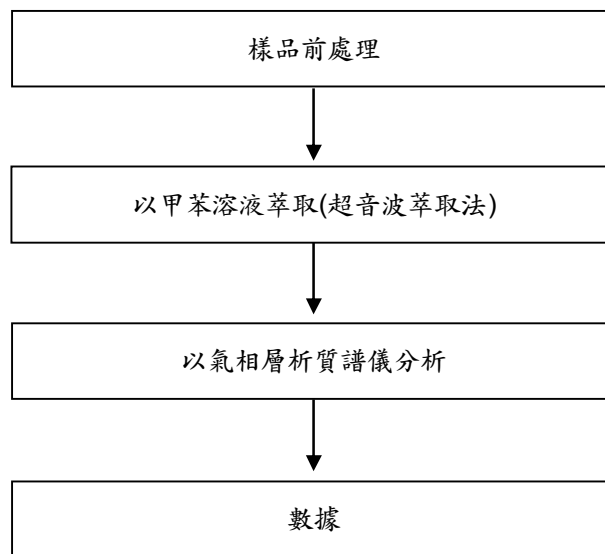 樣品前處理
以甲苯溶液萃取(超音波萃取法)
以氣相層析質譜儀分析
數據